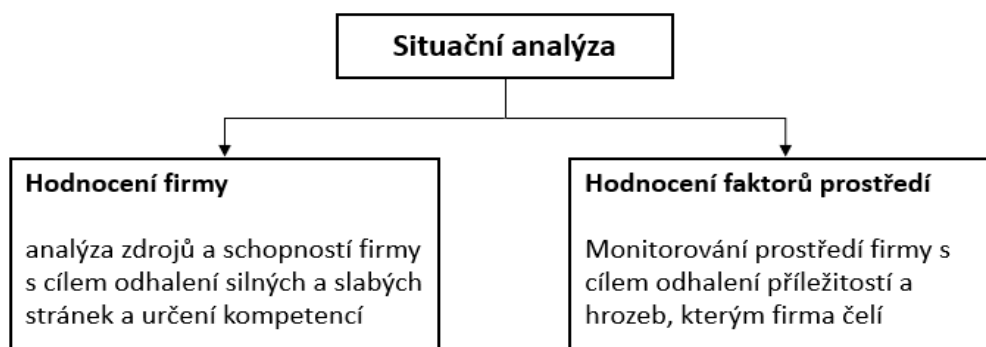 Situační analýza
Hodnocení firmy
analýza zdrojů a schopností firmy
s cílem odhalení silných a slabých
stránek a určení kompetencí
Hodnocení faktorů prostředí
Monitorování prostředí firmy s
cílem odhalení příležitostí a
hrozeb, kterým firma čelí